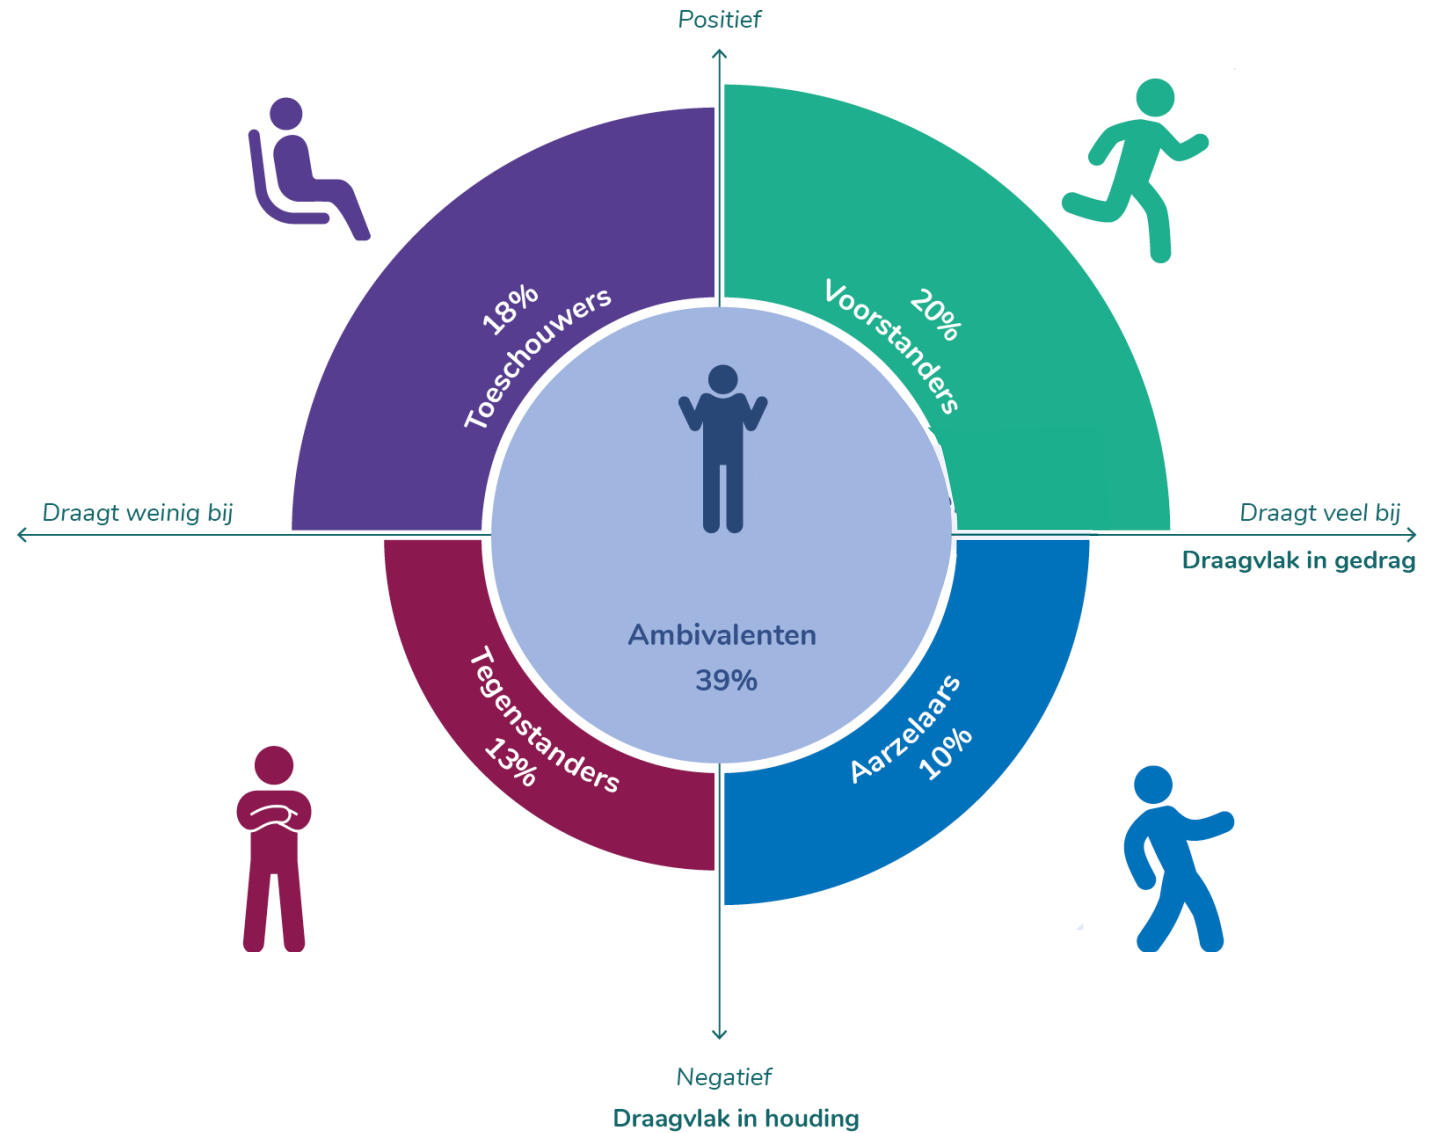 Positief
18%
Toeschouwers
20%
Voorstanders
Draagt weinig bij
Draagt veel bij
Draagvlak in gedrag
Ambivalenten
39%
Tegenstanders
13%
Aarzelaars
10%
Negatief
Draagvlak in houding